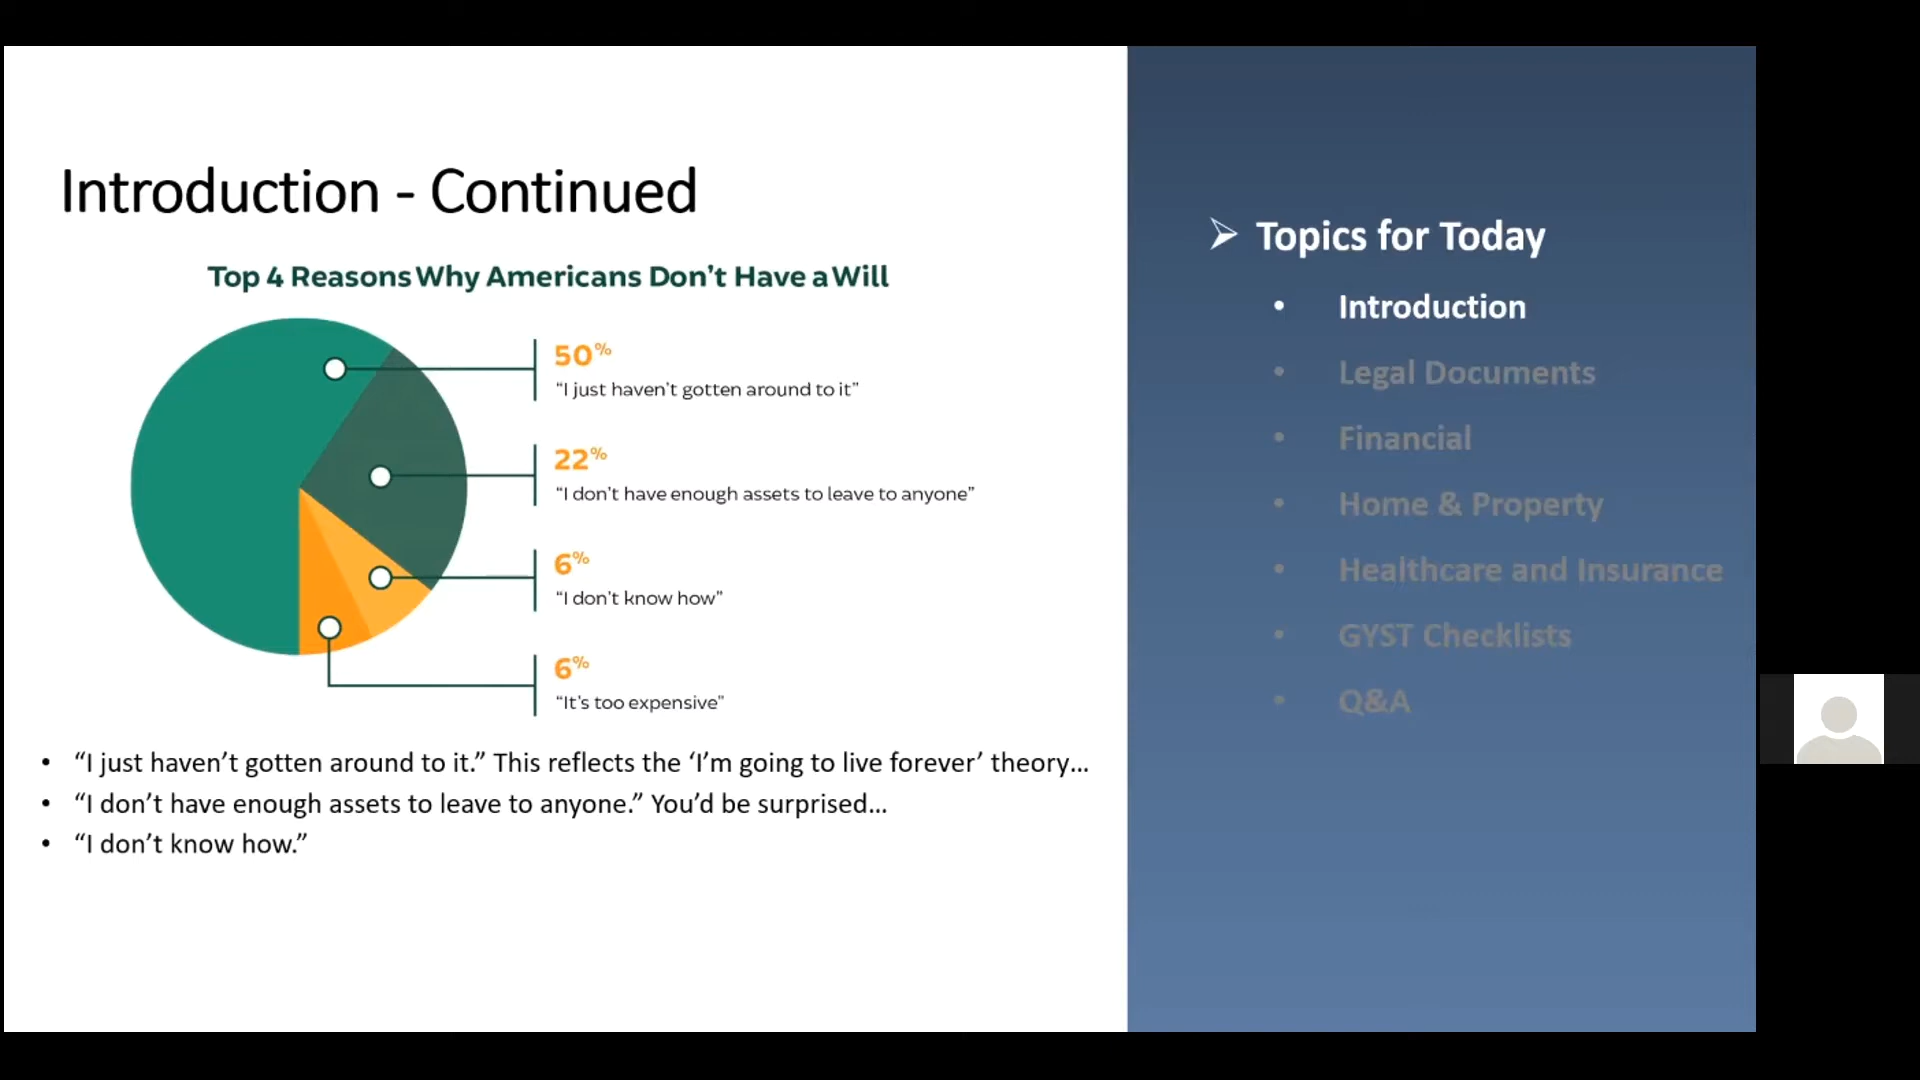 Introduction - Continued
Top 4 Reasons Why Americans Don’t Have a Will
50%
“I just haven’t gotten around to it”
22%
“I don’t have enough assets to leave to anyone”
6%
“I don’t know how”
6%
“It’s too expensive”
• “I just haven’t gotten around to it.” This reflects the ‘I’m going to live forever’ theory...
• “I don’t have enough assets to leave to anyone.” You’d be surprised...
• “I don’t know how.”
➢ Topics for Today
• Introduction
• Legal Documents
• Financial
• Home & Property
• Healthcare and Insurance
• GYST Checklists
• Q&A